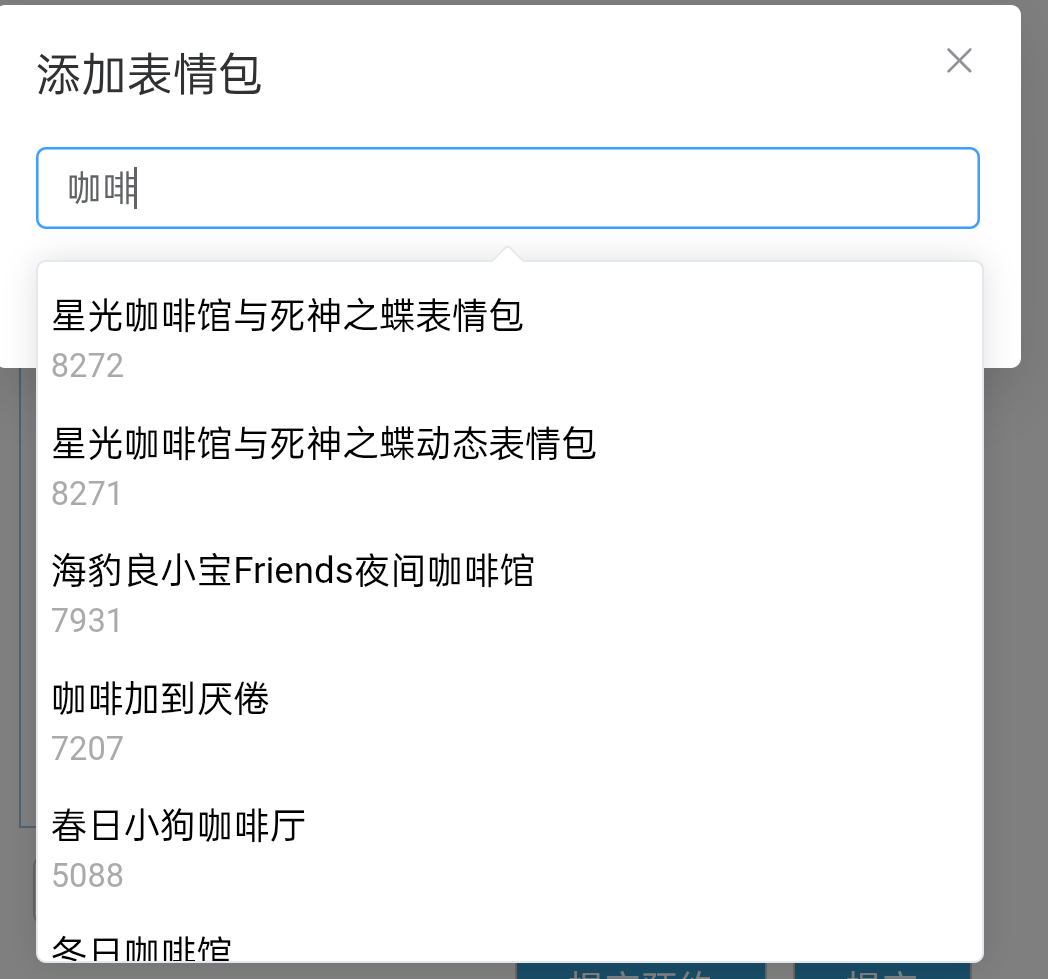 添加表情包
咖啡
星光咖啡馆与死神之蝶表情包
8272
星光咖啡馆与死神之蝶动态表情包
8271
海豹良小宝Friends夜间咖啡馆
7931
咖啡加到厌倦
7207
春日小狗咖啡厅
5088
冬日咖啡馆